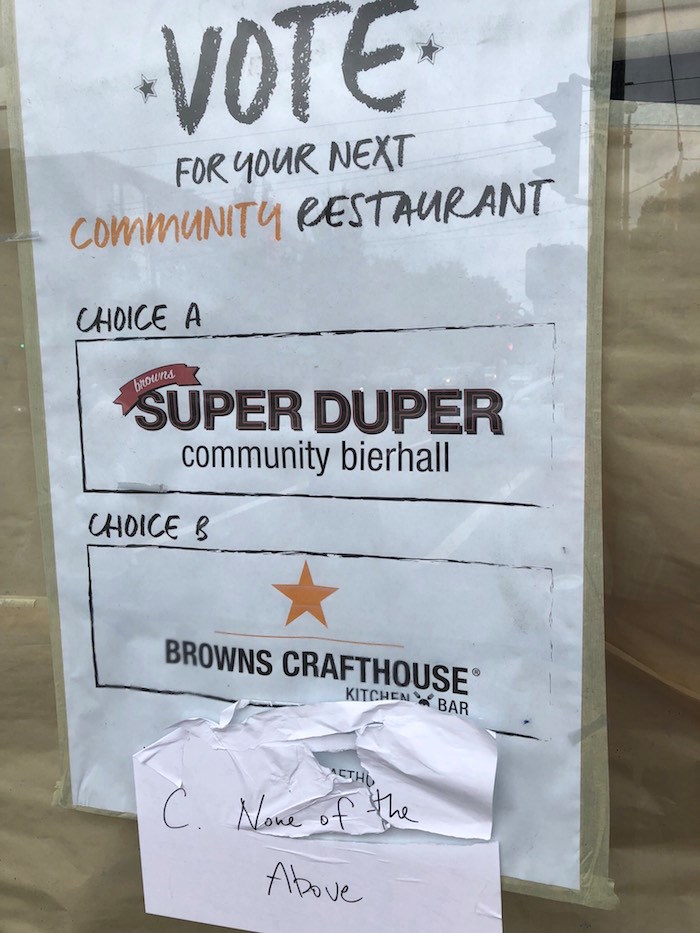 VOTE
FOR YOUR NEXT
COMMUNITY RESTAURANT
CHOICE A
browns
SUPER DUPER
community bierhall
CHOICE B
BROWNS CRAFTHOUSE®
KITCHEN BAR
C. None of the
Above